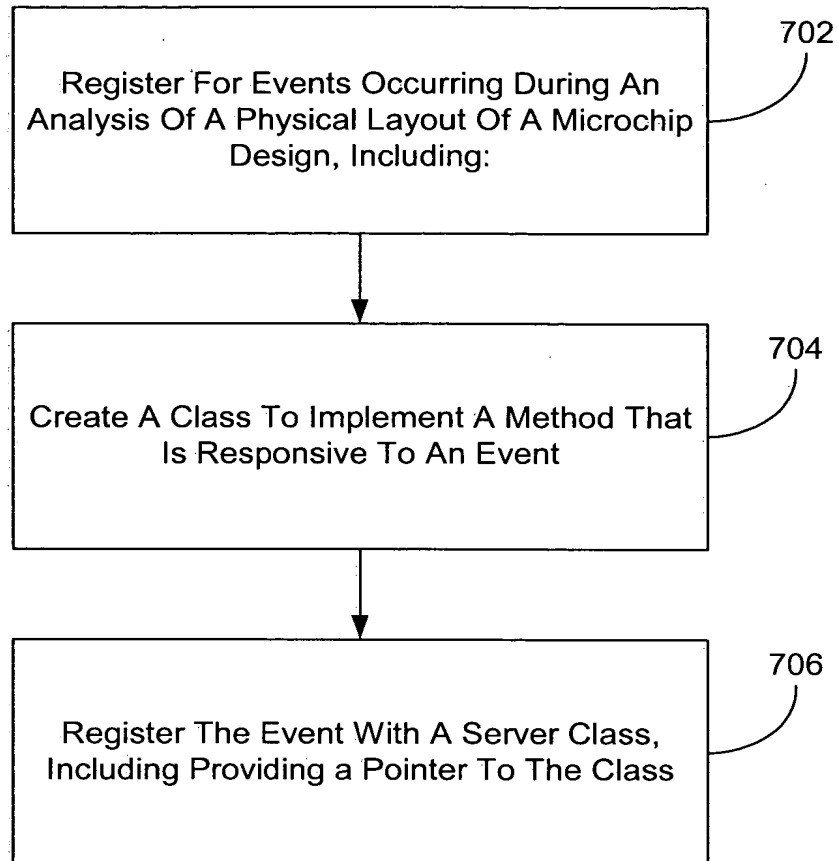 702
Register For Events Occurring During An
Analysis Of A Physical Layout Of A Microchip
Design, Including:
704
Create A Class To Implement A Method That
Is Responsive To An Event
706
Register The Event With A Server Class,
Including Providing a Pointer To The Class